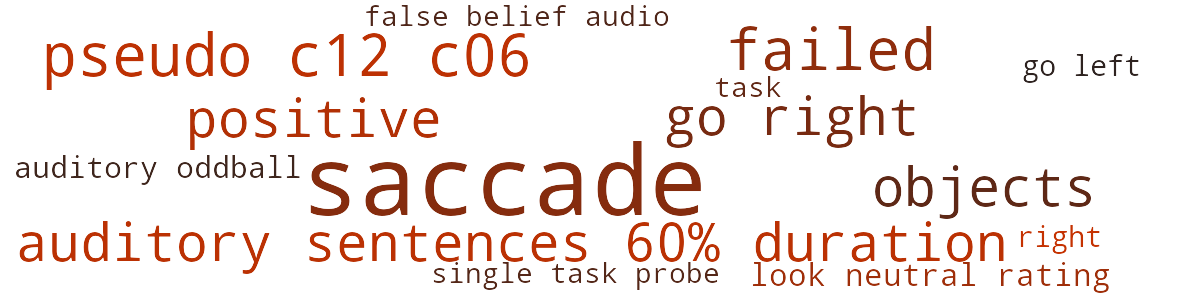 false belief audio
pseudo c12 c06
failed
go left
task
positive
go right
auditory oddball
saccade
objects
auditory sentences 60% duration
right
single task probe
look neutral rating